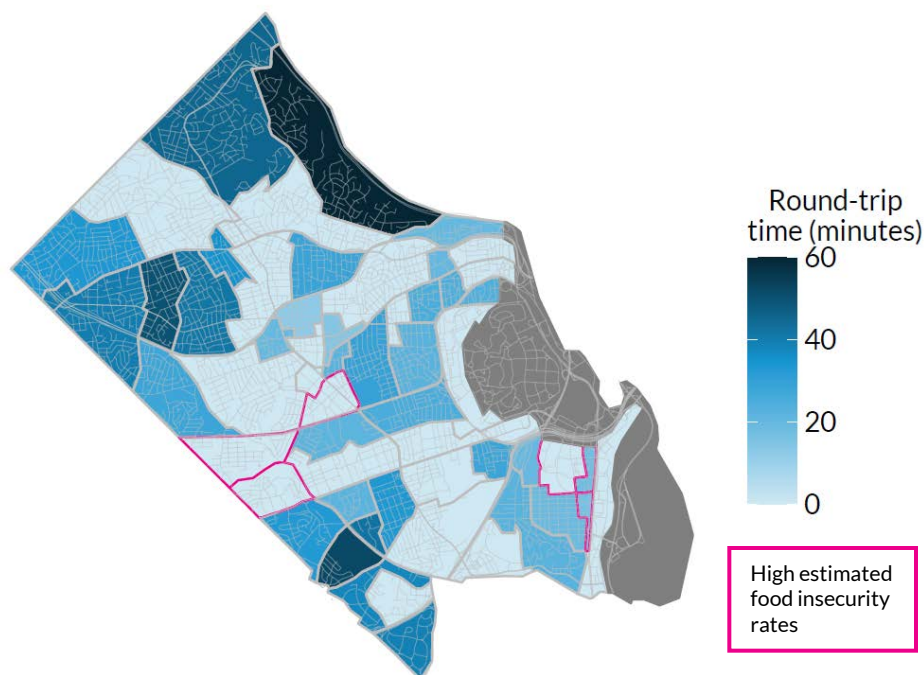 Round-trip
time (minutes)
60
40
20
0
High estimated
food insecurity
rates